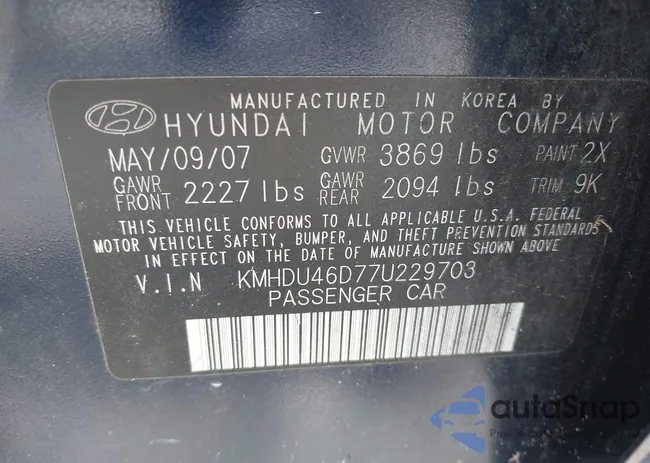 MANUFACTURED IN KOREA BY
HYUNDAI MOTOR COMPANY
MAY/09/07 GVWR 3869 lbs PAINT 2X
GAWR FRONT 2227 lbs GAWR REAR 2094 lbs TRIM 9K
THIS VEHICLE CONFORMS TO ALL APPLICABLE U.S.A. FEDERAL
MOTOR VEHICLE SAFETY, BUMPER, AND THEFT PREVENTION STANDARDS
IN EFFECT ON THE DATE OF MANUFACTURE SHOWN ABOVE.
V.I.N KMHDU46D77U229703
PASSENGER CAR
autoSnap